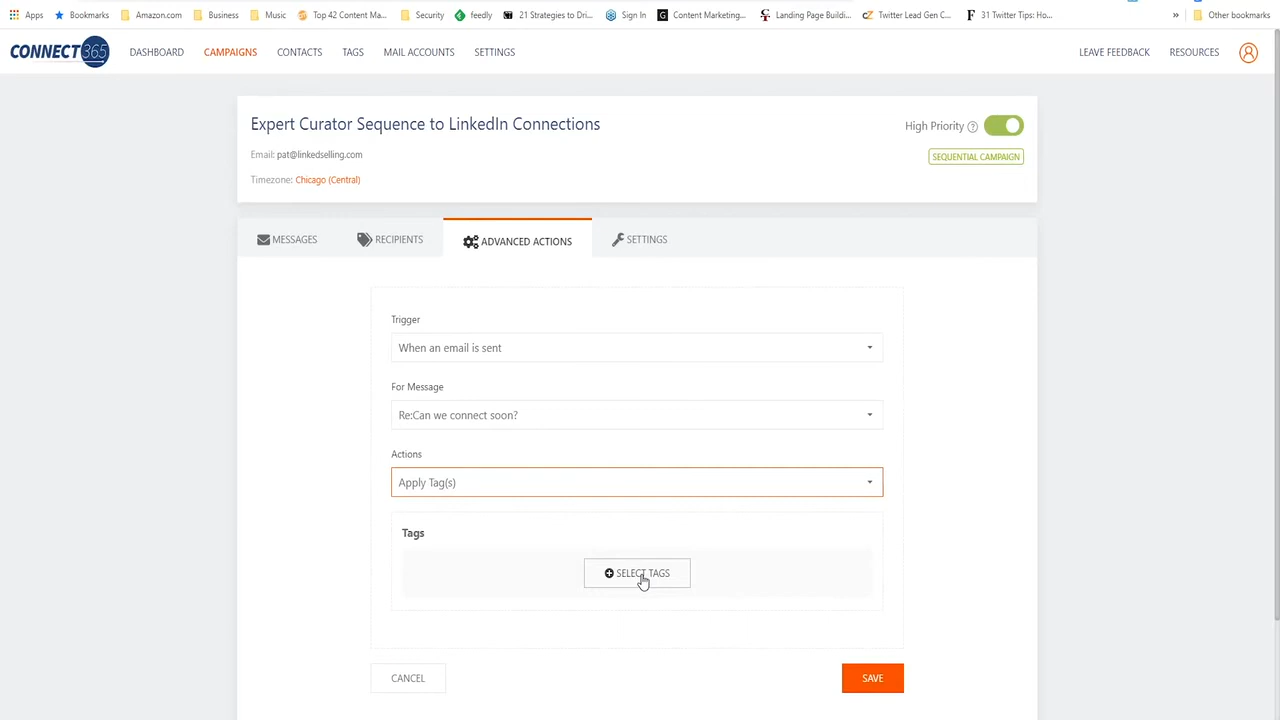 Apps Bookmarks Amazon.com Business Music Top 42 Content Ma... Security feedly 21 Strategies to Dri... Sign In Content Marketing... Landing Page Buildi... Twitter Lead Gen C... 31 Twitter Tips: Ho... » Other bookmarks
CONNECT365 DASHBOARD CAMPAIGNS CONTACTS TAGS MAIL ACCOUNTS SETTINGS LEAVE FEEDBACK RESOURCES
Expert Curator Sequence to LinkedIn Connections
High Priority ?
Email: pat@linkedselling.com
SEQUENTIAL CAMPAIGN
Timezone: Chicago (Central)
MESSAGES RECIPIENTS ADVANCED ACTIONS SETTINGS
Trigger
When an email is sent
For Message
Re:Can we connect soon?
Actions
Apply Tag(s)
Tags
SELECT TAGS
CANCEL SAVE